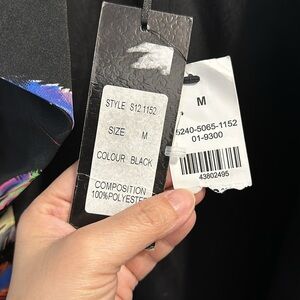 STYLE S12.1152
SIZE M
COLOUR BLACK
COMPOSITION
100%POLYESTER
M
5240-5065-1152
01-9300
43802495